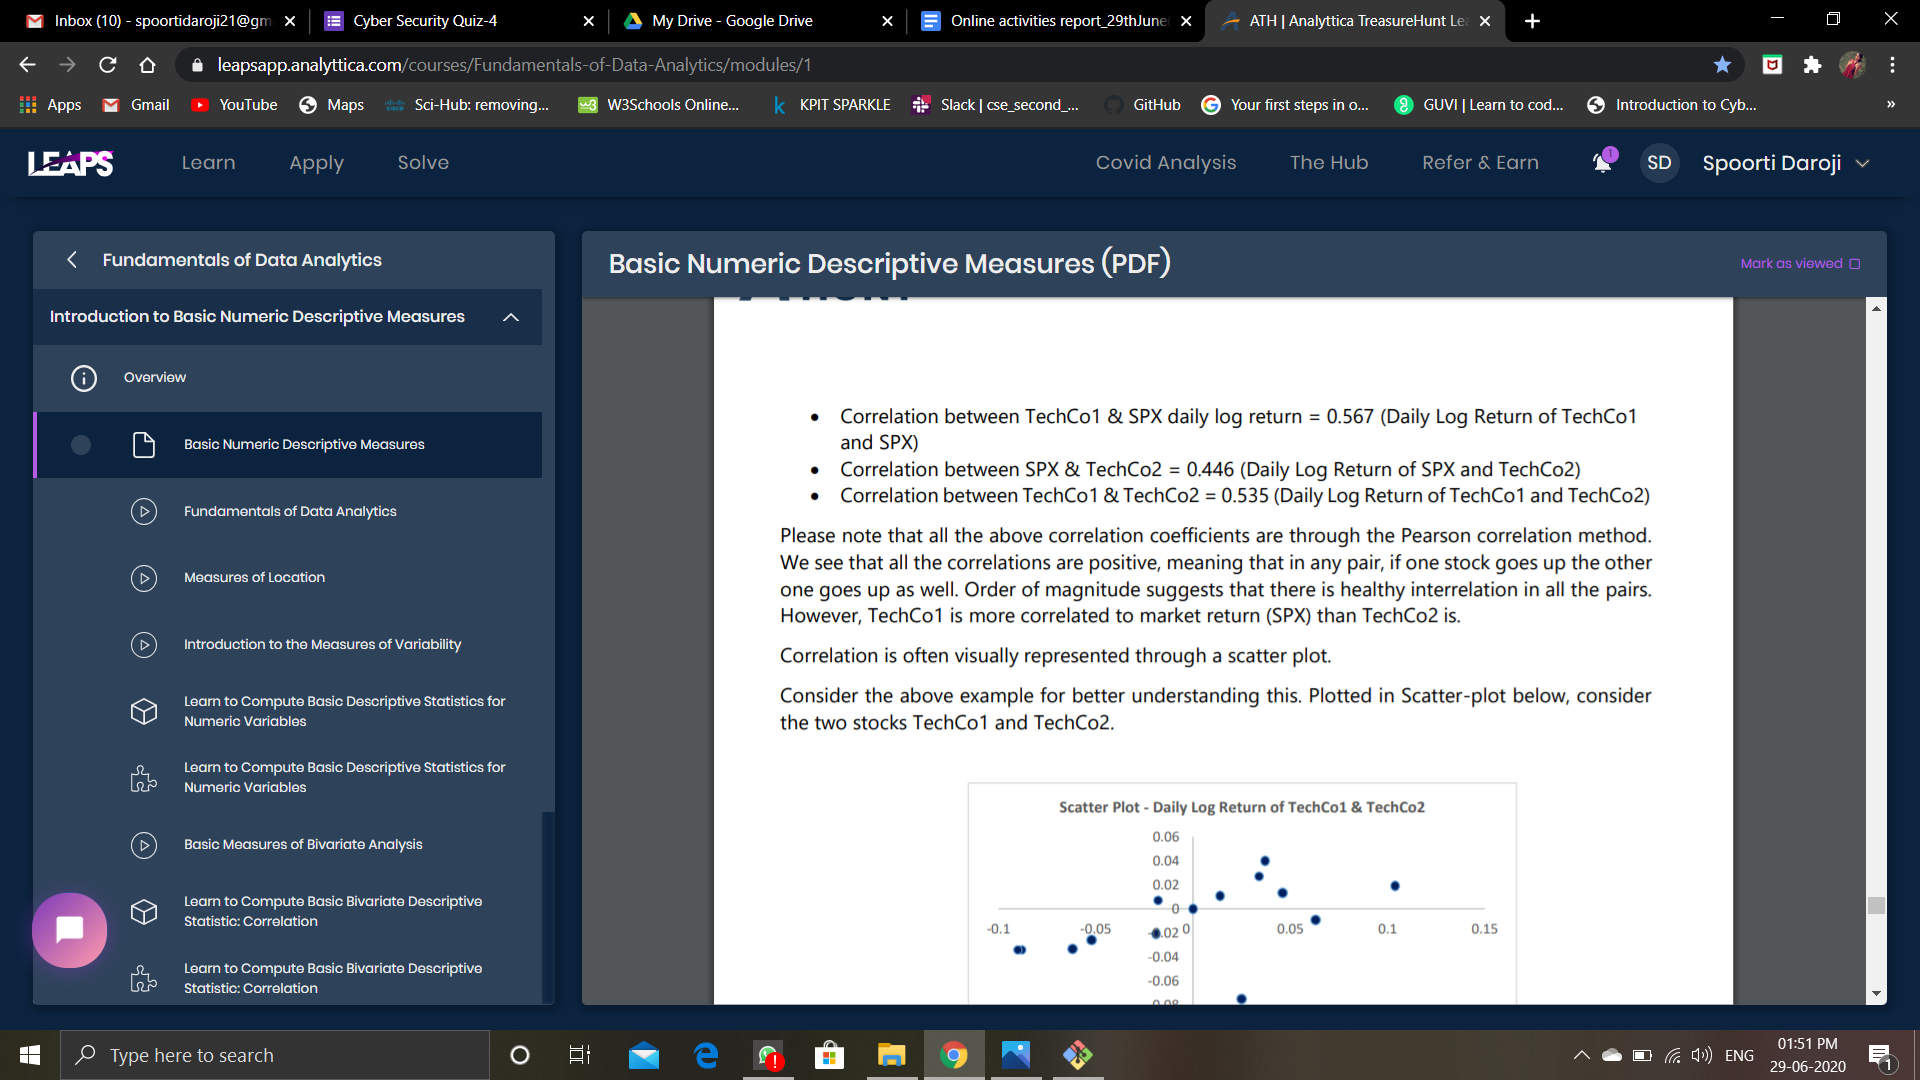 Inbox (10) - spoortidaroji21@gm
Cyber Security Quiz-4
My Drive - Google Drive
Online activities report_29thJune
ATH | Analyttica TreasureHunt Le
leapsapp.analyttica.com/courses/Fundamentals-of-Data-Analytics/modules/1
Apps
Gmail
YouTube
Maps
Sci-Hub: removing...
W3Schools Online...
KPIT SPARKLE
Slack | cse_second_...
GitHub
Your first steps in o...
GUVI | Learn to cod...
Introduction to Cyb...
»
LEAPS
Learn
Apply
Solve
Covid Analysis
The Hub
Refer & Earn
1
SD
Spoorti Daroji
Fundamentals of Data Analytics
Introduction to Basic Numeric Descriptive Measures
Overview
Basic Numeric Descriptive Measures
Fundamentals of Data Analytics
Measures of Location
Introduction to the Measures of Variability
Learn to Compute Basic Descriptive Statistics for
Numeric Variables
Learn to Compute Basic Descriptive Statistics for
Numeric Variables
Basic Measures of Bivariate Analysis
Learn to Compute Basic Bivariate Descriptive
Statistic: Correlation
Learn to Compute Basic Bivariate Descriptive
Statistic: Correlation
Basic Numeric Descriptive Measures (PDF)
Mark as viewed
• Correlation between TechCo1 & SPX daily log return = 0.567 (Daily Log Return of TechCo1
and SPX)
• Correlation between SPX & TechCo2 = 0.446 (Daily Log Return of SPX and TechCo2)
• Correlation between TechCo1 & TechCo2 = 0.535 (Daily Log Return of TechCo1 and TechCo2)
Please note that all the above correlation coefficients are through the Pearson correlation method.
We see that all the correlations are positive, meaning that in any pair, if one stock goes up the other
one goes up as well. Order of magnitude suggests that there is healthy interrelation in all the pairs.
However, TechCo1 is more correlated to market return (SPX) than TechCo2 is.
Correlation is often visually represented through a scatter plot.
Consider the above example for better understanding this. Plotted in Scatter-plot below, consider
the two stocks TechCo1 and TechCo2.
Scatter Plot - Daily Log Return of TechCo1 & TechCo2
0.06
0.04
0.02
0
-0.1 -0.05 0 0.05 0.1 0.15
-0.02
-0.04
-0.06
Type here to search
ENG
01:51 PM
29-06-2020
1